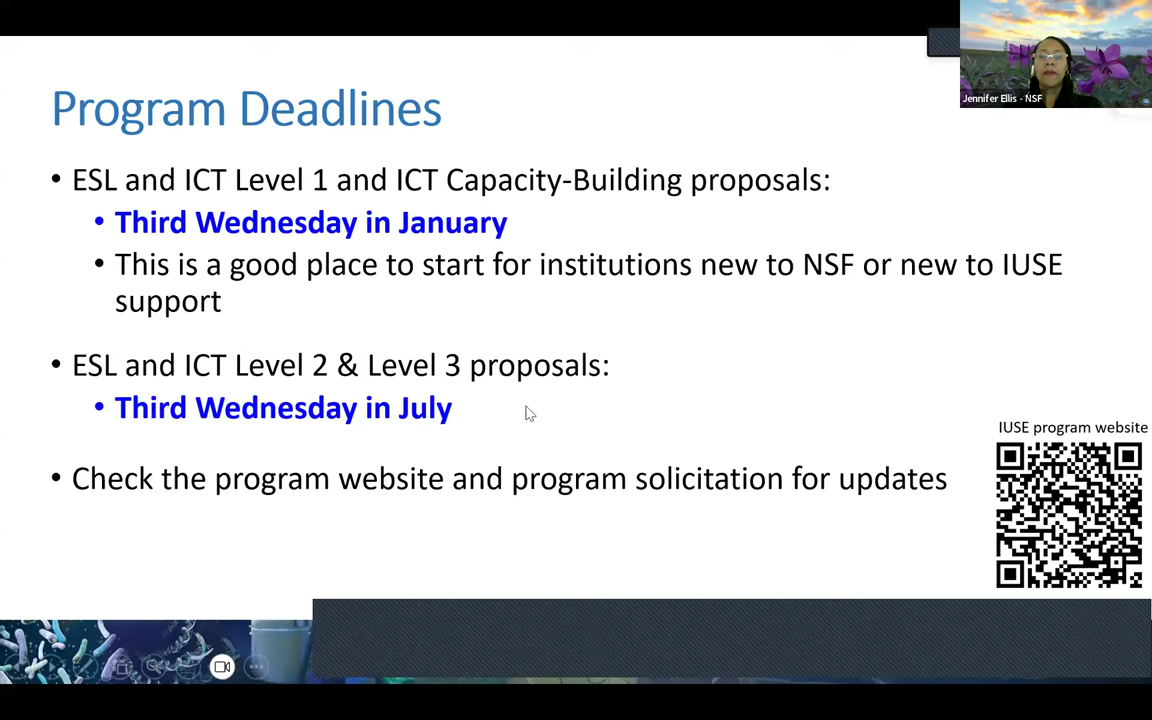 Jennifer Ellis - NSF
Program Deadlines
• ESL and ICT Level 1 and ICT Capacity-Building proposals:
• Third Wednesday in January
• This is a good place to start for institutions new to NSF or new to IUSE
support
• ESL and ICT Level 2 & Level 3 proposals:
• Third Wednesday in July
• Check the program website and program solicitation for updates
IUSE program website